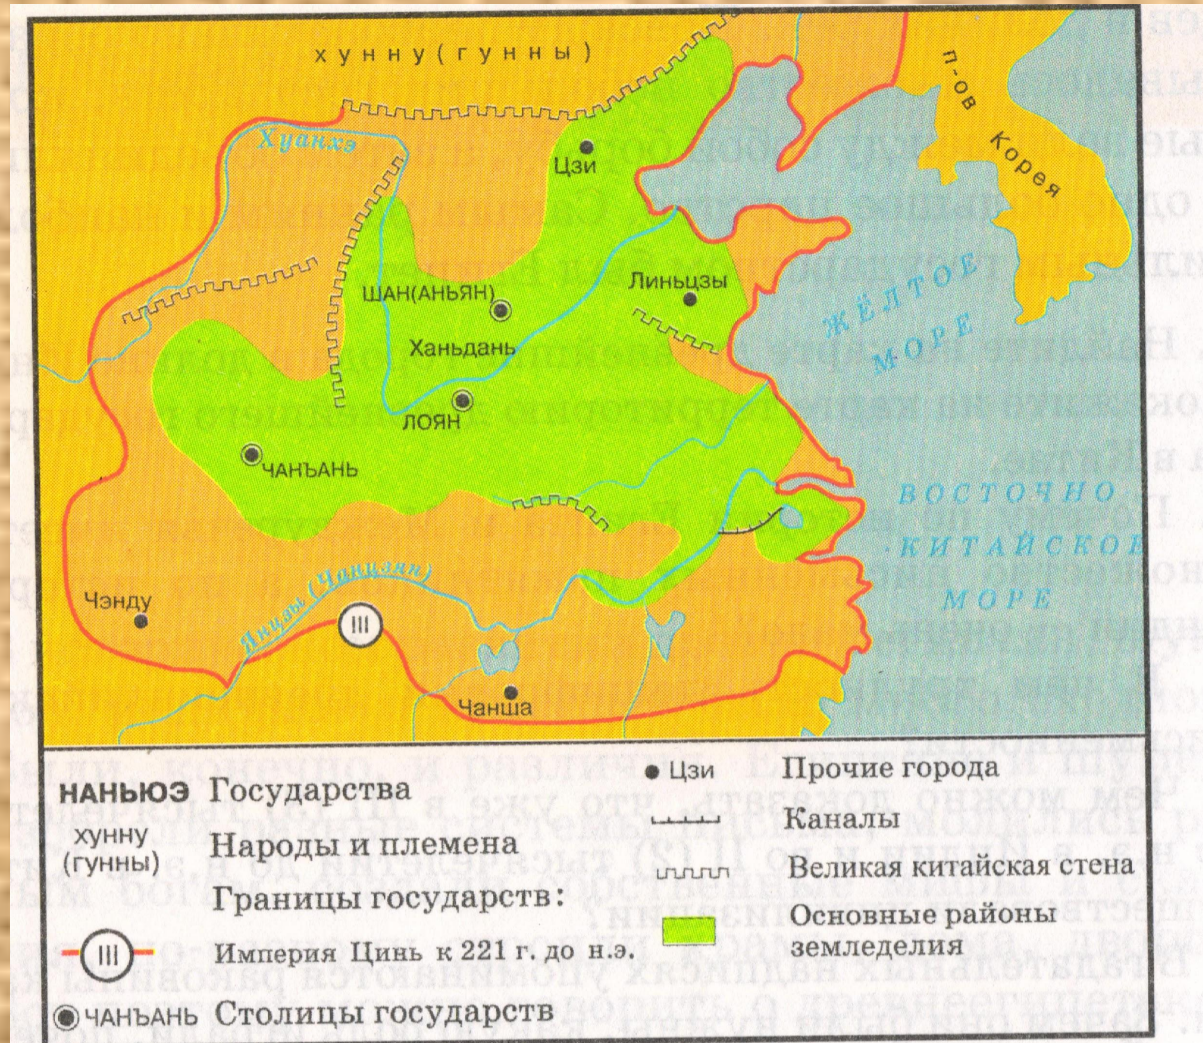 хунну (гунны)
Хуанхэ
п-ов
Корея
Цзи
ШАН(АНЬЯН)
Линьцзы
Ханьдань
ЛОЯН
ЧАНЪАНЬ
ЖЁЛТОЕ
МОРЕ
ВОСТОЧНО
-КИТАЙСКОЕ
МОРЕ
Чэнду
Янцзы (Чанцзян)
III
Чанша
НАНЬЮЭ Государства
хунну
(гунны)
Народы и племена
Границы государств:
III
Империя Цинь к 221 г. до н.э.
ЧАНЪАНЬ Столицы государств
Цзи Прочие города
Каналы
Великая китайская стена
Основные районы
земледелия